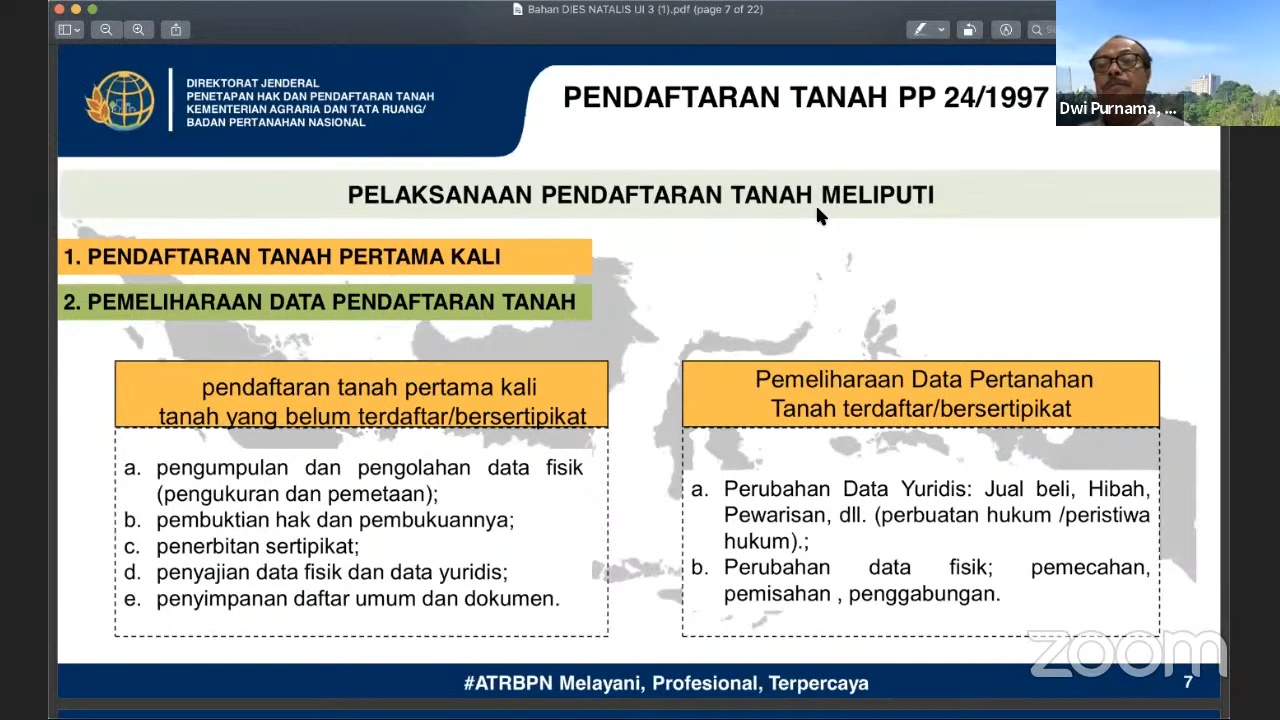 Bahan DIES NATALIS UI 3 (1).pdf (page 7 of 22)
DIREKTORAT JENDERAL
PENETAPAN HAK DAN PENDAFTARAN TANAH
KEMENTERIAN AGRARIA DAN TATA RUANG/
BADAN PERTANAHAN NASIONAL
PENDAFTARAN TANAH PP 24/1997
Dwi Purnama, ...
PELAKSANAAN PENDAFTARAN TANAH MELIPUTI
1. PENDAFTARAN TANAH PERTAMA KALI
2. PEMELIHARAAN DATA PENDAFTARAN TANAH
pendaftaran tanah pertama kali
tanah yang belum terdaftar/bersertipikat
a. pengumpulan dan pengolahan data fisik
(pengukuran dan pemetaan);
b. pembuktian hak dan pembukuannya;
c. penerbitan sertipikat;
d. penyajian data fisik dan data yuridis;
e. penyimpanan daftar umum dan dokumen.
Pemeliharaan Data Pertanahan
Tanah terdaftar/bersertipikat
a. Perubahan Data Yuridis: Jual beli, Hibah,
Pewarisan, dll. (perbuatan hukum /peristiwa
hukum).;
b. Perubahan data fisik; pemecahan,
pemisahan , penggabungan.
zoom
#ATRBPN Melayani, Profesional, Terpercaya
7